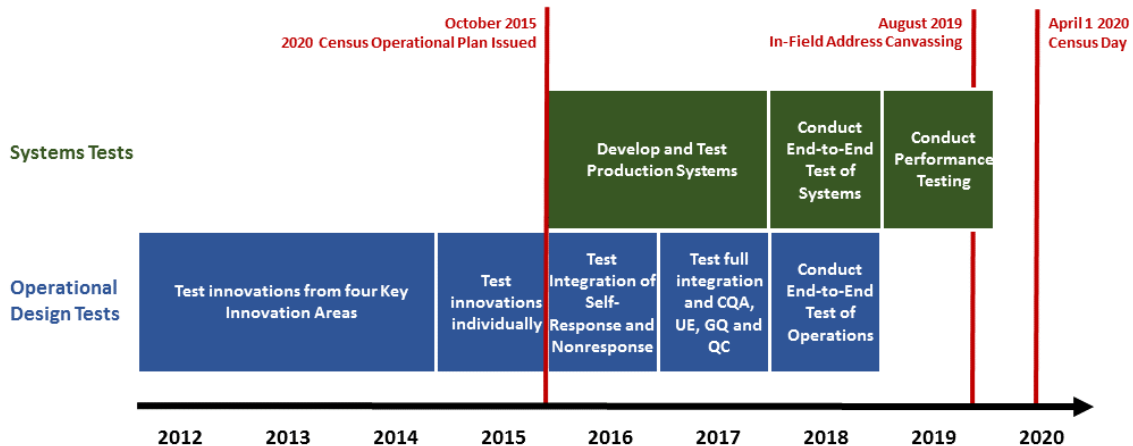 October 2015
2020 Census Operational Plan Issued
August 2019
In-Field Address Canvassing
April 1 2020
Census Day
Systems Tests
Develop and Test
Production Systems
Conduct
End-to-End
Test of
Systems
Conduct
Performance
Testing
Operational
Design Tests
Test innovations from four Key
Innovation Areas
Test
innovations
individually
Test
Integration of
Self-
Response and
Nonresponse
Test full
integration
and CQA,
UE, GQ and
QC
Conduct
End-to-End
Test of
Operations
2012
2013
2014
2015
2016
2017
2018
2019
2020